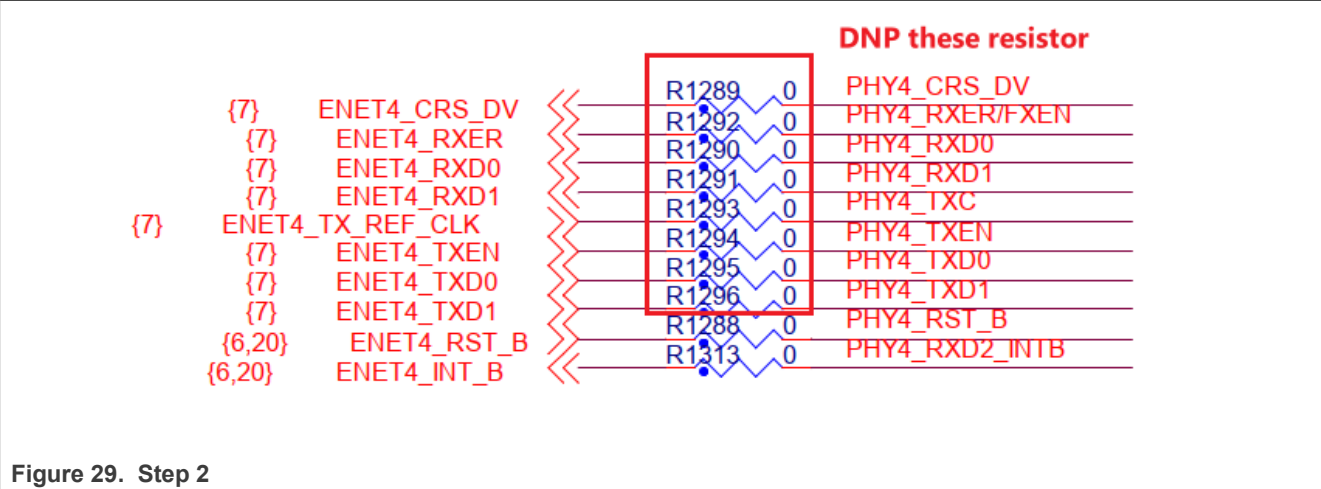 DNP these resistor
{7} ENET4_CRS_DV R1289 0 PHY4_CRS_DV
{7} ENET4_RXER R1292 0 PHY4_RXER/FXEN
{7} ENET4_RXD0 R1290 0 PHY4_RXD0
{7} ENET4_RXD1 R1291 0 PHY4_RXD1
{7} ENET4_TX_REF_CLK R1293 0 PHY4_TXC
{7} ENET4_TXEN R1294 0 PHY4_TXEN
{7} ENET4_TXD0 R1295 0 PHY4_TXD0
{7} ENET4_TXD1 R1296 0 PHY4_TXD1
{6,20} ENET4_RST_B R1288 0 PHY4_RST_B
{6,20} ENET4_INT_B R1313 0 PHY4_RXD2_INTB
Figure 29. Step 2